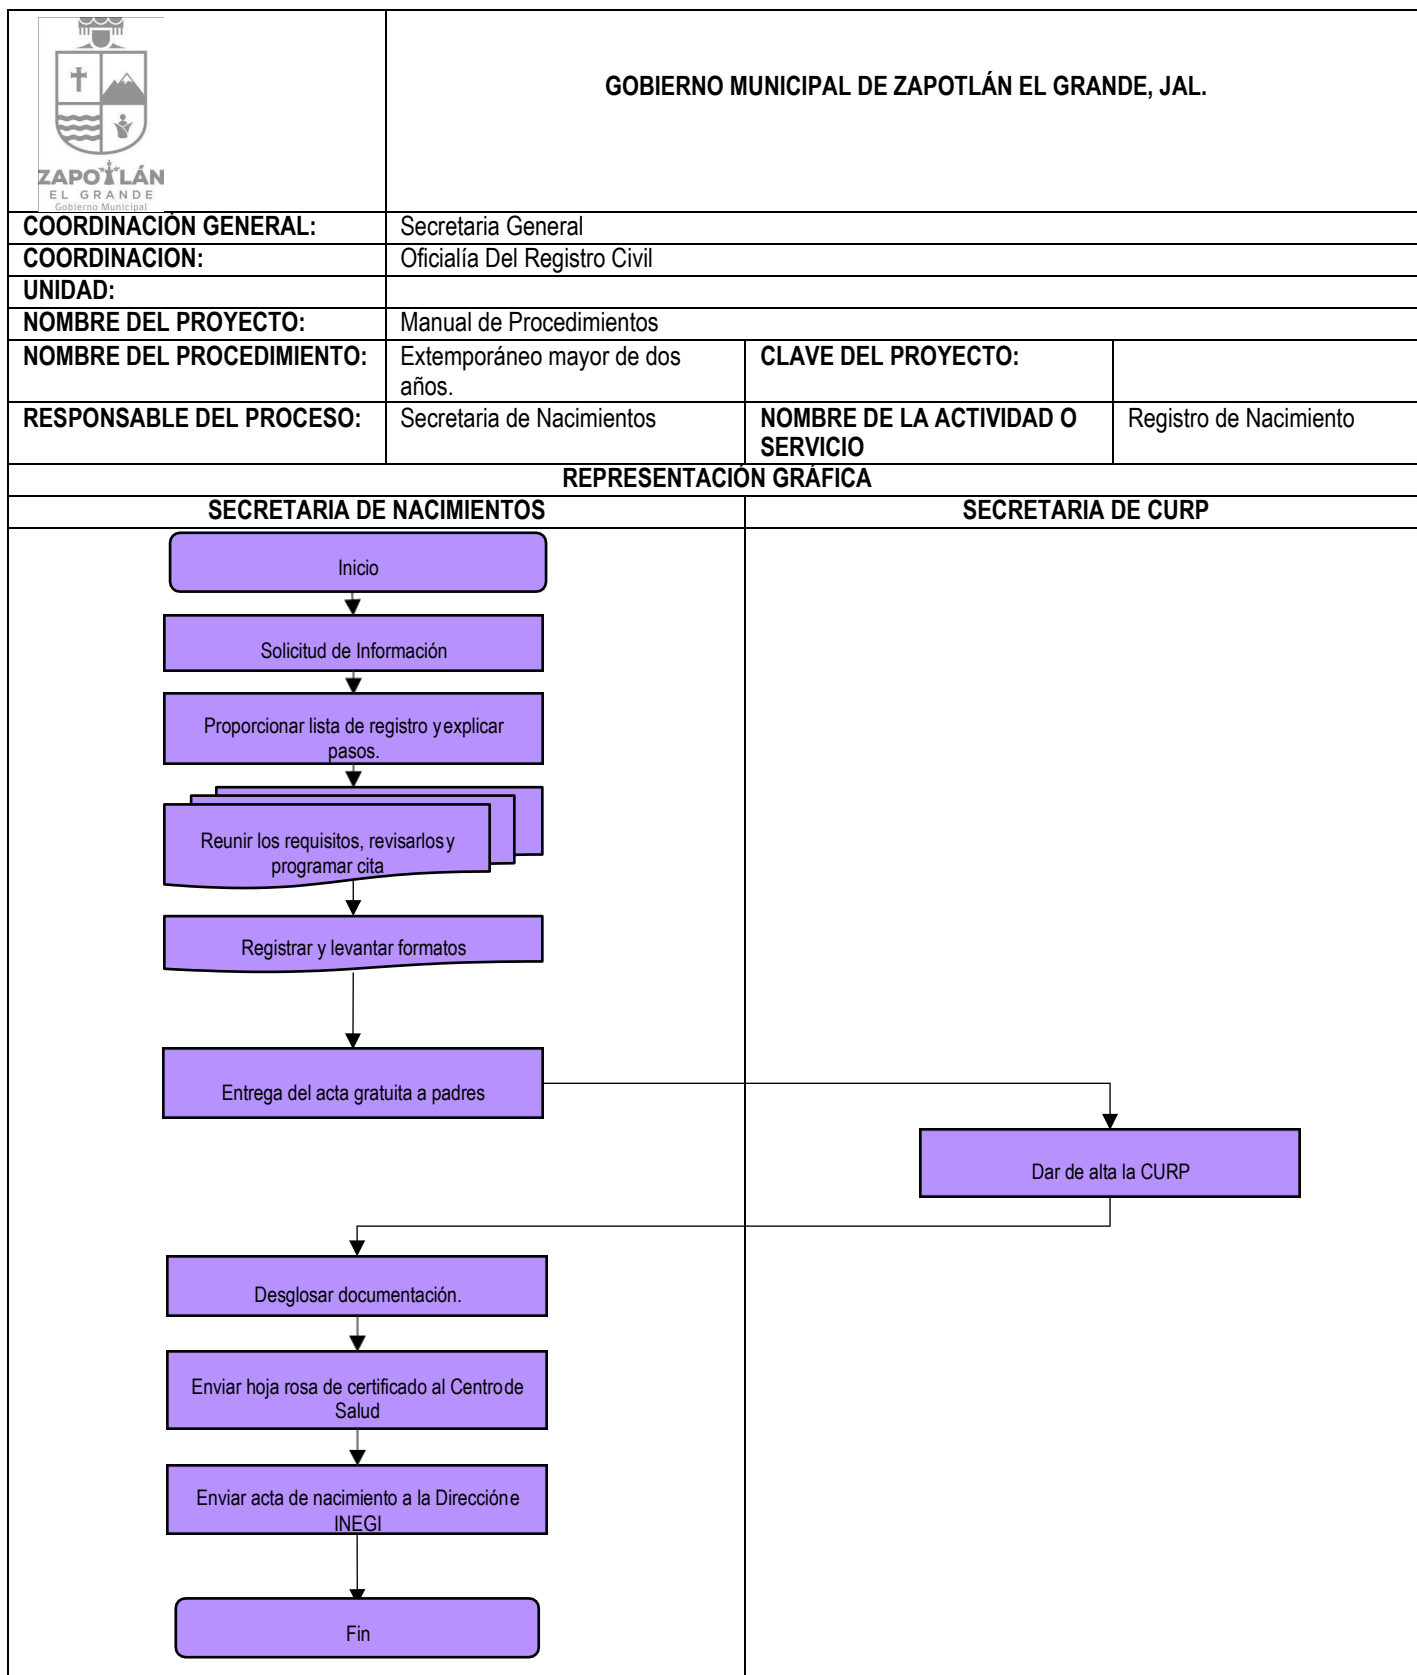 ZAPOTLÁN
EL GRANDE
Gobierno Municipal
GOBIERNO MUNICIPAL DE ZAPOTLÁN EL GRANDE, JAL.
COORDINACIÓN GENERAL: Secretaria General
COORDINACION: Oficialía Del Registro Civil
UNIDAD:
NOMBRE DEL PROYECTO: Manual de Procedimientos
NOMBRE DEL PROCEDIMIENTO: Extemporáneo mayor de dos
años.
CLAVE DEL PROYECTO:
RESPONSABLE DEL PROCESO: Secretaria de Nacimientos
NOMBRE DE LA ACTIVIDAD O
SERVICIO
Registro de Nacimiento
REPRESENTACIÓN GRÁFICA
SECRETARIA DE NACIMIENTOS
SECRETARIA DE CURP
Inicio
Solicitud de Información
Proporcionar lista de registro y explicar
pasos.
Reunir los requisitos, revisarlos y
programar cita
Registrar y levantar formatos
Entrega del acta gratuita a padres
Dar de alta la CURP
Desglosar documentación.
Enviar hoja rosa de certificado al Centro de
Salud
Enviar acta de nacimiento a la Dirección e
INEGI
Fin